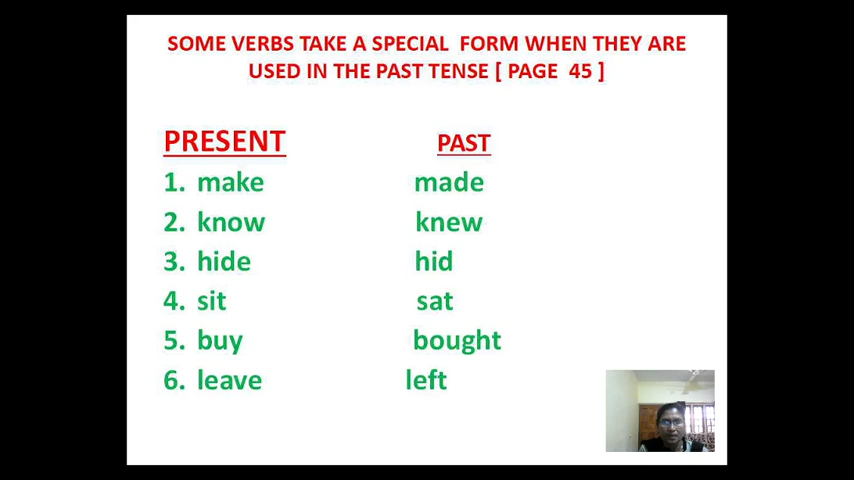 SOME VERBS TAKE A SPECIAL FORM WHEN THEY ARE
USED IN THE PAST TENSE [ PAGE 45 ]
PRESENT PAST
1. make made
2. know knew
3. hide hid
4. sit sat
5. buy bought
6. leave left